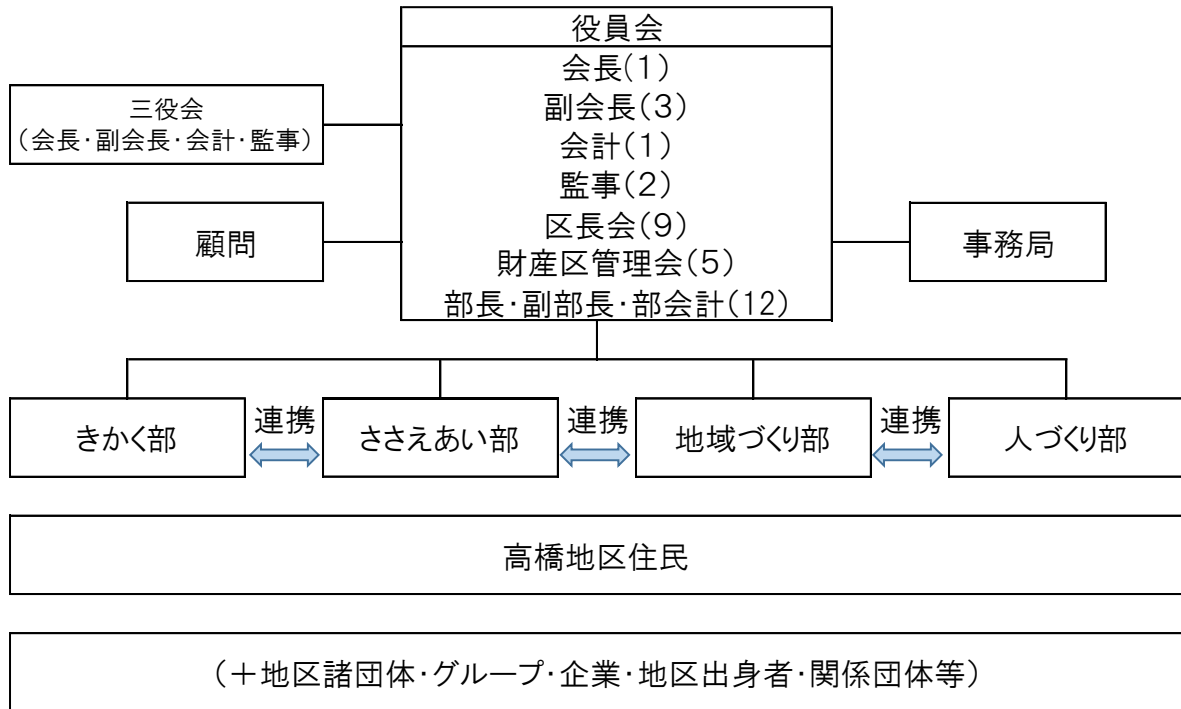 役員会
会長(1)
副会長(3)
会計(1)
監事(2)
区長会(9)
財産区管理会(5)
部長・副部長・部会計(12)
三役会
(会長・副会長・会計・監事)
顧問
事務局
きかく部
連携
ささえあい部
連携
地域づくり部
連携
人づくり部
高橋地区住民
(＋地区諸団体・グループ・企業・地区出身者・関係団体等)